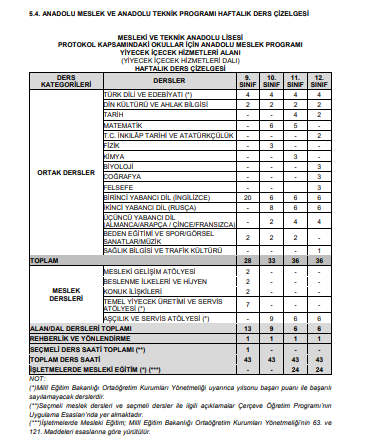 5.4. ANADOLU MESLEK VE ANADOLU TEKNİK PROGRAMI HAFTALIK DERS ÇİZELGESİ
MESLEKİ VE TEKNİK ANADOLU LİSESİ
PROTOKOL KAPSAMINDAKİ OKULLAR İÇİN ANADOLU MESLEK PROGRAMI
YİYECEK İÇECEK HİZMETLERİ ALANI
(YİYECEK İÇECEK HİZMETLERİ DALI)
HAFTALIK DERS ÇİZELGESİ
DERS KATEGORİLERİ DERSLER 9. SINIF 10. SINIF 11. SINIF 12. SINIF
ORTAK DERSLER
TÜRK DİLİ VE EDEBİYATI (*) 4 4 4 4
DİN KÜLTÜRÜ VE AHLAK BİLGİSİ 2 2 2 2
TARİH - - 4 2
MATEMATİK - 6 5 -
T.C. İNKILÂP TARİHİ VE ATATÜRKÇÜLÜK - - - 2
FİZİK - 3 - -
KİMYA - - 3 -
BİYOLOJİ - - - 3
COĞRAFYA - - - 3
FELSEFE - - - 3
BİRİNCİ YABANCI DİL (İNGİLİZCE) 20 6 6 6
İKİNCİ YABANCI DİL (RUSÇA) - 8 6 6
ÜÇÜNCÜ YABANCI DİL
(ALMANCA/ARAPÇA / ÇİNCE/FRANSIZCA) - 2 4 4
BEDEN EĞİTİMİ VE SPOR/GÖRSEL
SANATLAR/MÜZİK 2 2 2 -
SAĞLIK BİLGİSİ VE TRAFİK KÜLTÜRÜ - - - 1
TOPLAM 28 33 36 36
MESLEK DERSLERİ
MESLEKİ GELİŞİM ATÖLYESİ 2 - - -
BESLENME İLKELERİ VE HİJYEN 2 - - -
KONUK İLİŞKİLERİ 2 - - -
TEMEL YİYECEK ÜRETİMİ VE SERVİS
ATÖLYESİ (*) 7 - - -
AŞÇILIK VE SERVİS ATÖLYESİ (*) - 9 6 6
ALAN/DAL DERSLERİ TOPLAMI 13 9 6 6
REHBERLİK VE YÖNLENDİRME 1 1 1 1
SEÇMELİ DERS SAATİ TOPLAMI (**) 1 - - -
TOPLAM DERS SAATİ 43 43 43 43
İŞLETMELERDE MESLEKİ EĞİTİM (*) (***) - - 24 24
NOT:
(*)Millî Eğitim Bakanlığı Ortaöğretim Kurumları Yönetmeliği uyarınca yılsonu başarı puanı ile başarılı
sayılamayacak derslerdir.
(**)Seçmeli meslek dersleri ve seçmeli dersler ile ilgili açıklamalar Çerçeve Öğretim Programı'nın
Uygulama Esasları'nda yer almaktadır.
(***)İşletmelerde Mesleki Eğitim; Millî Eğitim Bakanlığı Ortaöğretim Kurumları Yönetmeliği'nin 63. ve
121. Maddeleri esaslarına göre yürütülür.